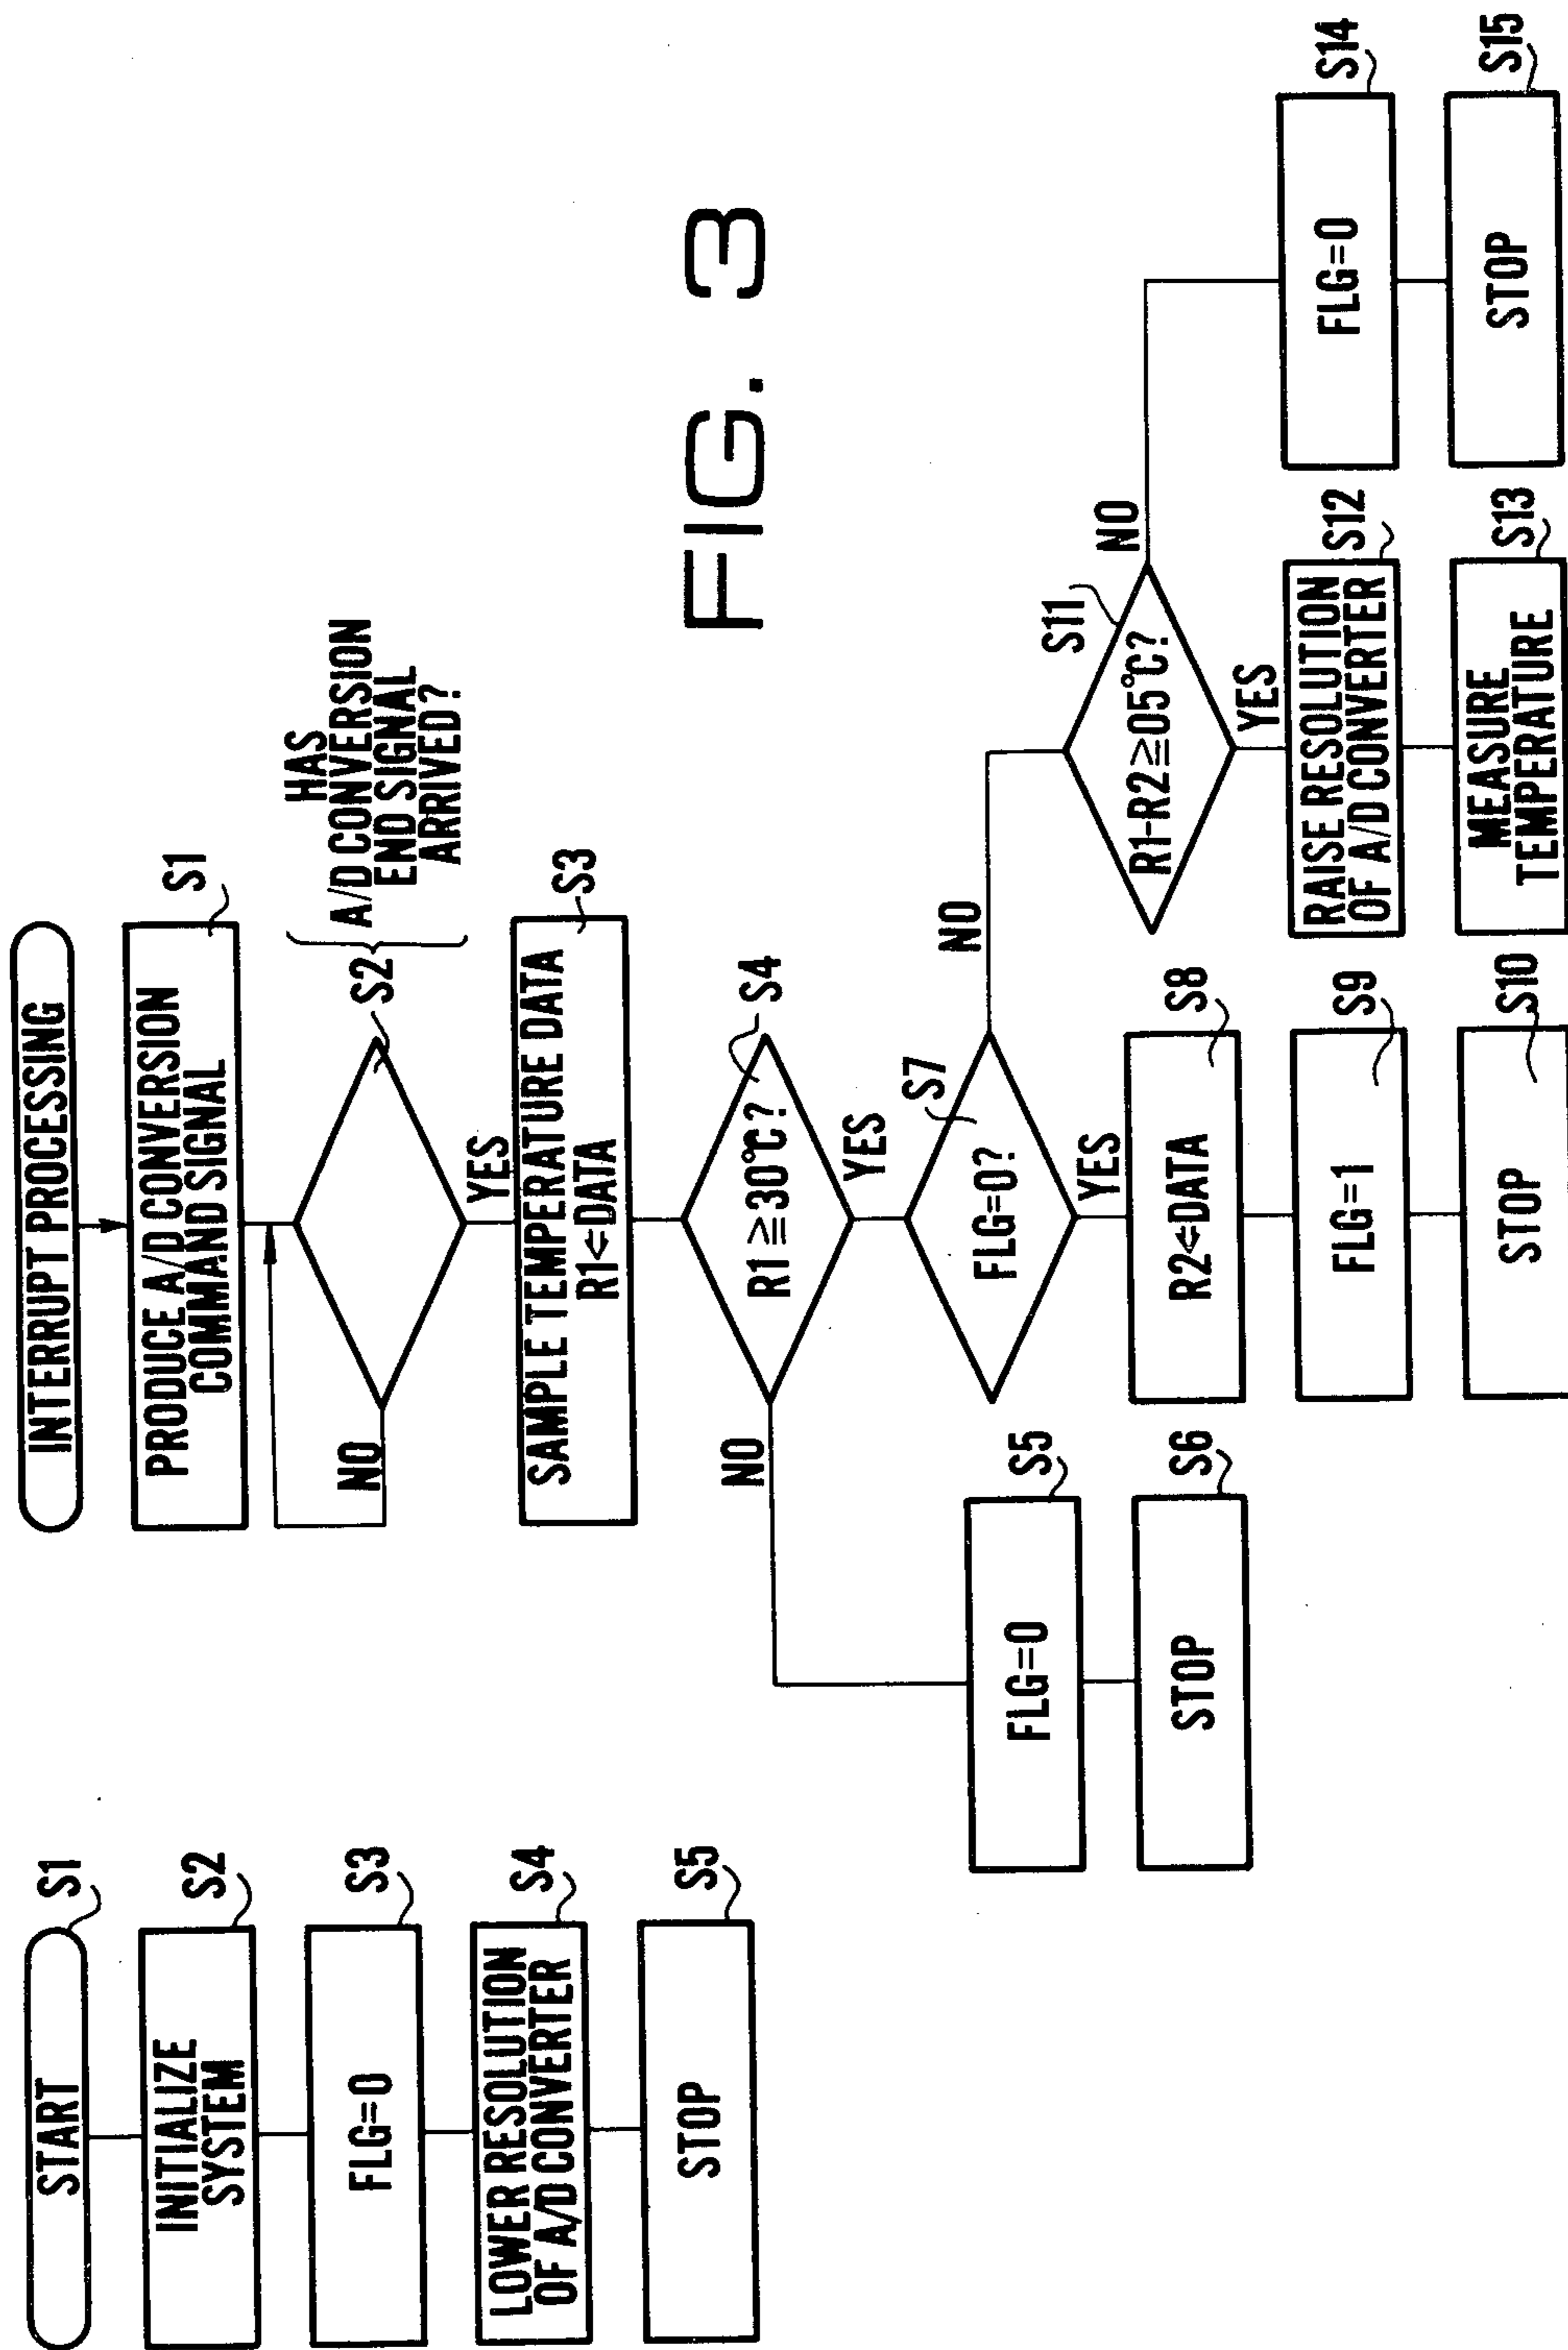 START
S1
INITIALIZE
SYSTEM
S2
FLG=0
S3
LOWER RESOLUTION
OF A/D CONVERTER
S4
STOP
S5
INTERRUPT PROCESSING
PRODUCE A/D CONVERSION
COMMAND SIGNAL
S1
HAS
A/D CONVERSION
END SIGNAL
ARRIVED?
S2
NO
YES
SAMPLE TEMPERATURE DATA
R1⇐DATA
S3
R1≧30℃?
S4
NO
YES
FLG=0
S5
STOP
S6
FLG=0?
S7
NO
YES
R2⇐DATA
S8
FLG=1
S9
STOP
S10
R1-R2≧05℃?
S11
NO
YES
RAISE RESOLUTION
OF A/D CONVERTER
S12
MEASURE
TEMPERATURE
S13
FLG=0
S14
STOP
S15
FIG. 3